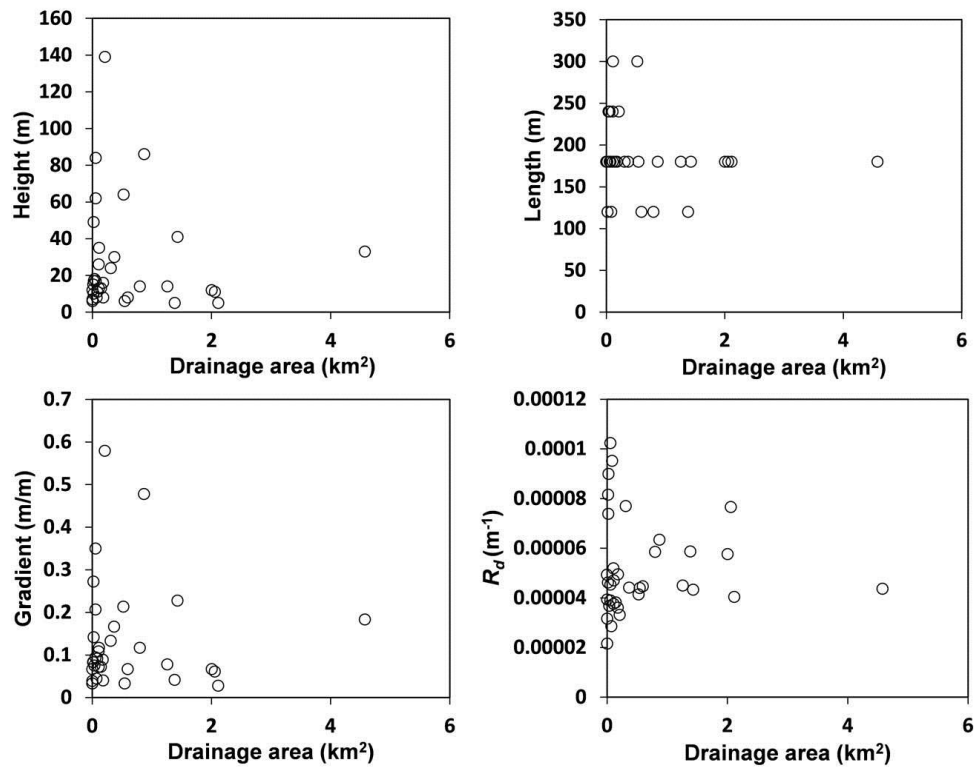 160
140
120
100
80
60
40
20
0
Height (m)
0 2 4 6
Drainage area (km²)
350
300
250
200
150
100
50
0
Length (m)
0 2 4 6
Drainage area (km²)
0.7
0.6
0.5
0.4
0.3
0.2
0.1
0
Gradient (m/m)
0 2 4 6
Drainage area (km²)
0.00012
0.0001
0.00008
0.00006
0.00004
0.00002
0
Rd (m⁻¹)
0 2 4 6
Drainage area (km²)